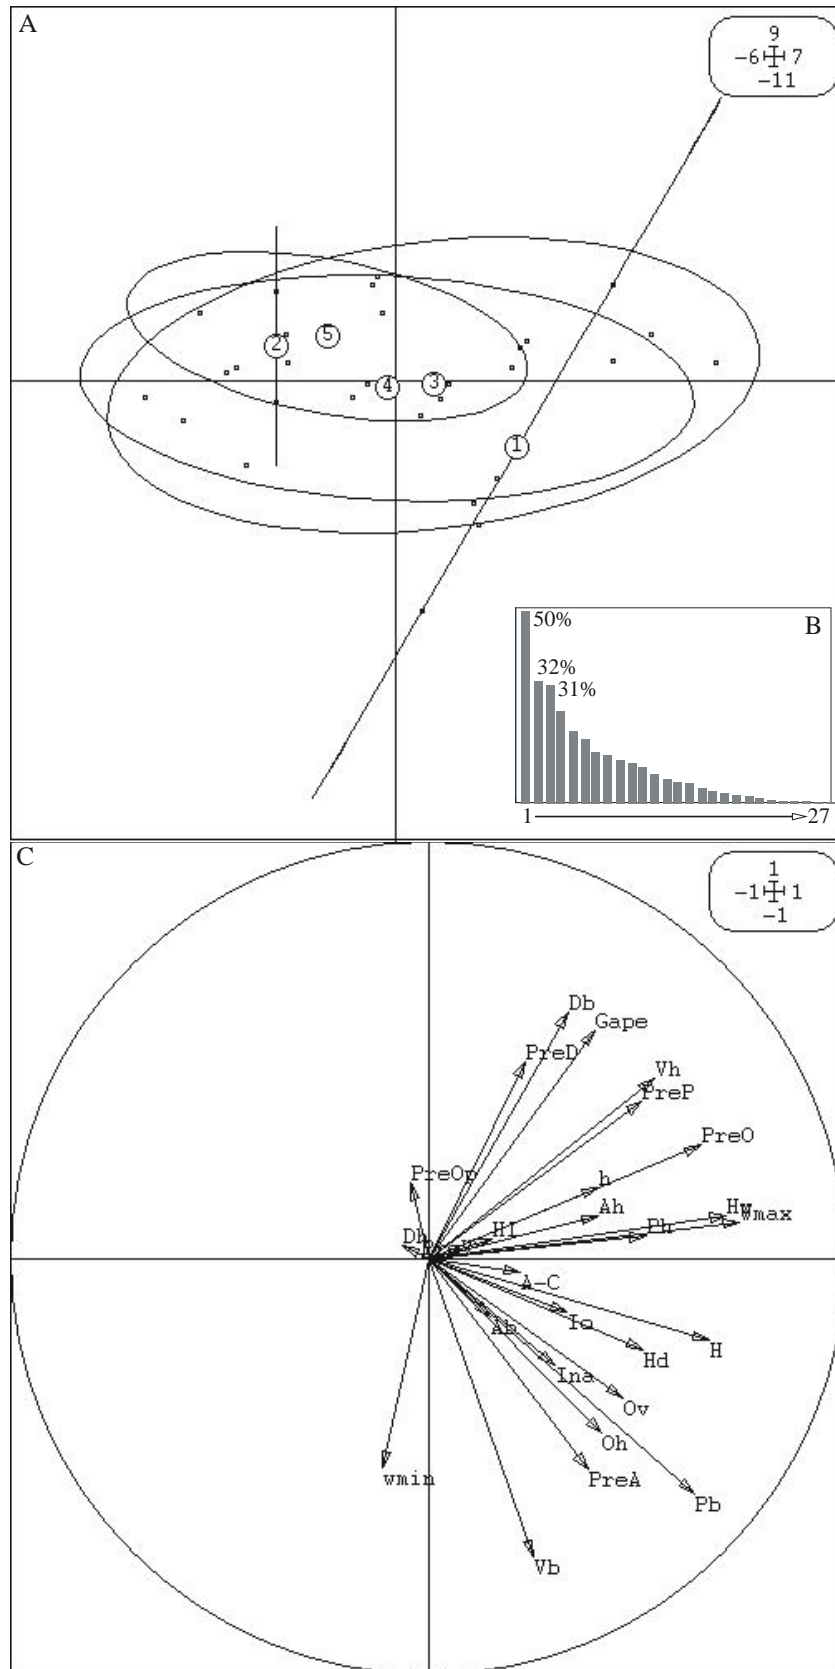 A
9
-6 7
-11
5
2
4
3
1
B
50%
32%
31%
1 27
C
1
-1 1
-1
Db
Gape
PreD
Vh
PreP
PreO
PreOp
h
Ah
Hw
Wmax
Ph
Hl
A-C
Io
Ab
H
Hd
Ina
Ov
Oh
PreA
wmin
Pb
Vb